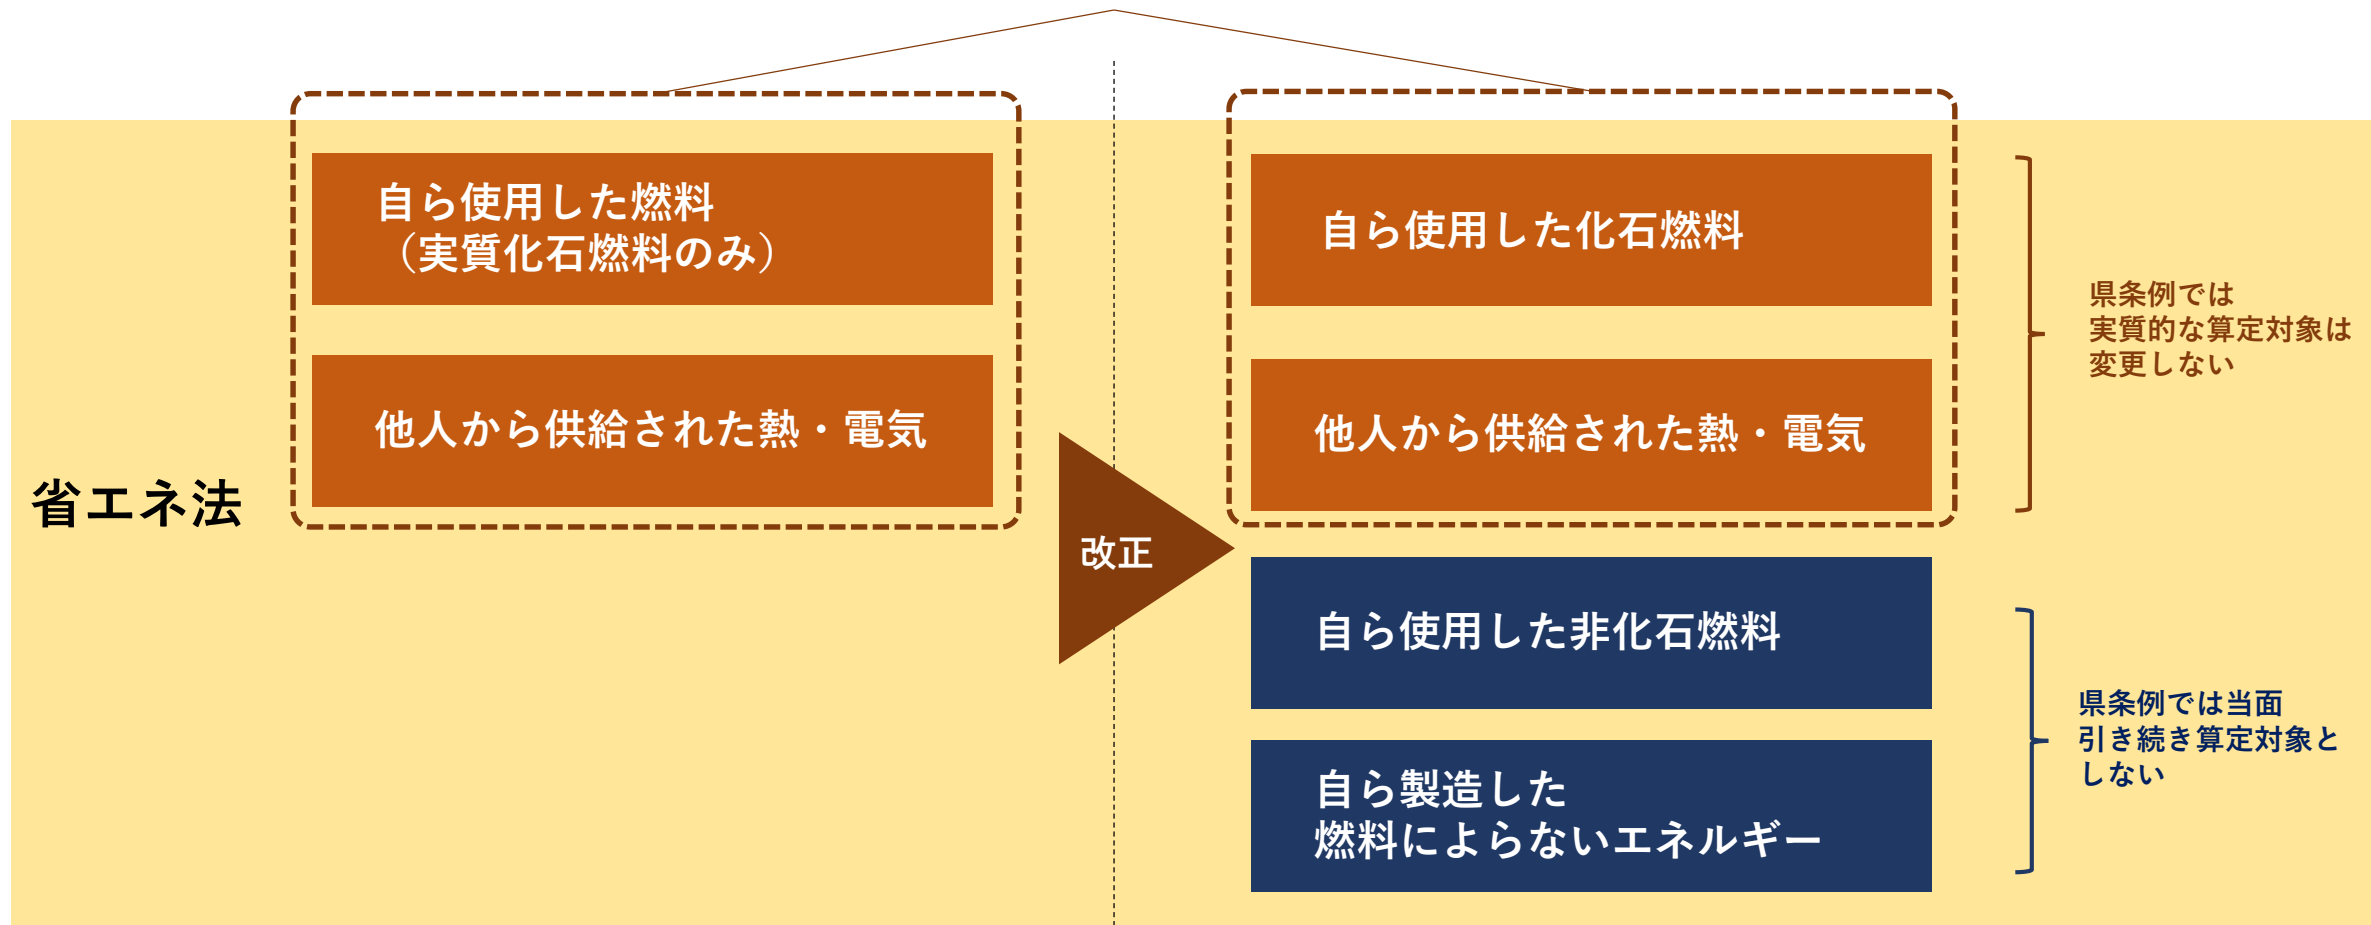 省エネ法
自ら使用した燃料
（実質化石燃料のみ）
他人から供給された熱・電気
改正
自ら使用した化石燃料
他人から供給された熱・電気
自ら使用した非化石燃料
自ら製造した
燃料によらないエネルギー
県条例では
実質的な算定対象は
変更しない
県条例では当面
引き続き算定対象と
しない